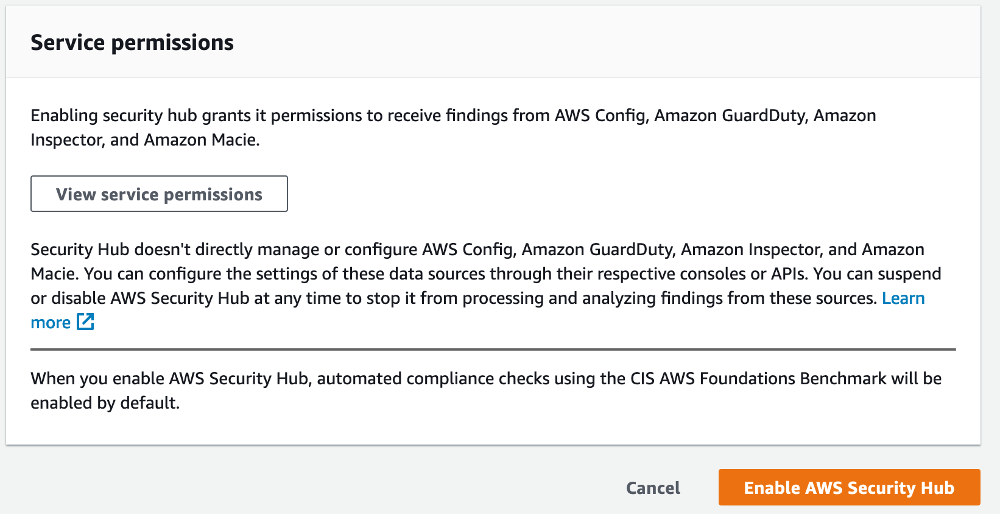 Service permissions
Enabling security hub grants it permissions to receive findings from AWS Config, Amazon GuardDuty, Amazon
Inspector, and Amazon Macie.
View service permissions
Security Hub doesn't directly manage or configure AWS Config, Amazon GuardDuty, Amazon Inspector, and Amazon
Macie. You can configure the settings of these data sources through their respective consoles or APIs. You can suspend
or disable AWS Security Hub at any time to stop it from processing and analyzing findings from these sources. Learn
more
When you enable AWS Security Hub, automated compliance checks using the CIS AWS Foundations Benchmark will be
enabled by default.
Cancel
Enable AWS Security Hub